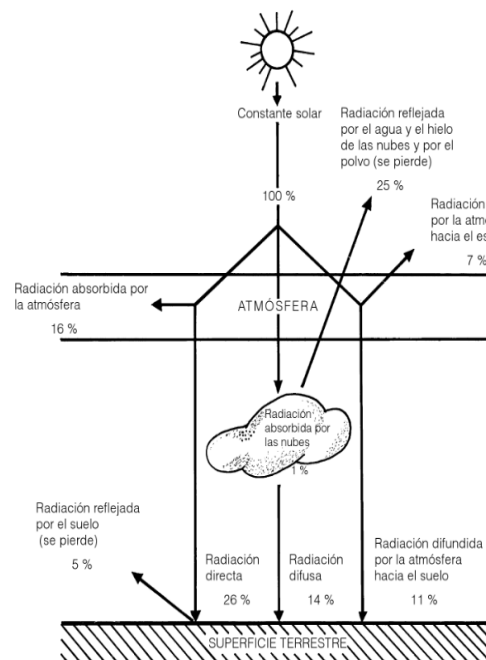 Constante solar
Radiación reflejada
por el agua y el hielo
de las nubes y por el
polvo (se pierde)
25 %
100 %
Radiación
por la
hacia el
7 %
Radiación absorbida por
la atmósfera
16 %
ATMÓSFERA
Radiación
absorbida por
las nubes
1 %
Radiación reflejada
por el suelo
(se pierde)
5 %
Radiación
directa
26 %
Radiación
difusa
14 %
Radiación difundida
por la atmósfera
hacia el suelo
11 %
SUPERFICIE TERRESTRE